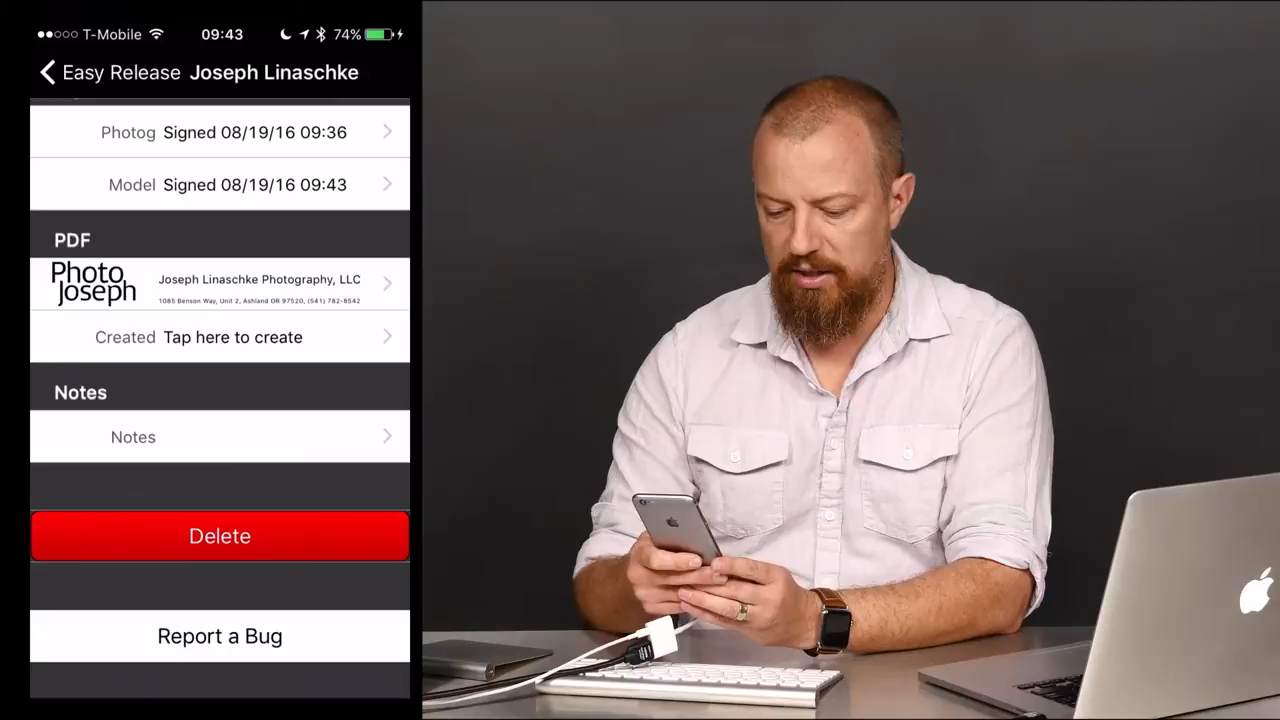 T-Mobile 09:43 74%
Easy Release Joseph Linaschke
Photog Signed 08/19/16 09:36
Model Signed 08/19/16 09:43
PDF
Photo
Joseph
Joseph Linaschke Photography, LLC
1085 Benson Way, Unit 2, Ashland OR 97520, (541) 782-8542
Created Tap here to create
Notes
Notes
Delete
Report a Bug